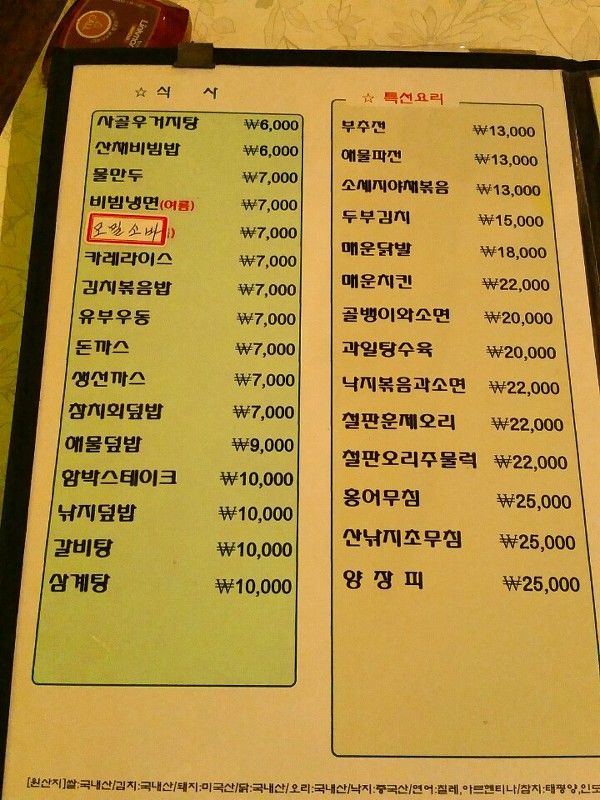 ☆ 식 사
사골우거지탕 ₩6,000
산채비빔밥 ₩6,000
물만두 ₩7,000
비빔냉면(여름) ₩7,000
모밀소바 ₩7,000
카레라이스 ₩7,000
김치볶음밥 ₩7,000
유부우동 ₩7,000
돈까스 ₩7,000
생선까스 ₩7,000
참치회덮밥 ₩7,000
해물덮밥 ₩9,000
함박스테이크 ₩10,000
낚지덮밥 ₩10,000
갈비탕 ₩10,000
삼계탕 ₩10,000
☆ 특선요리
부추전 ₩13,000
해물파전 ₩13,000
소세지야채볶음 ₩13,000
두부김치 ₩15,000
매운닭발 ₩18,000
매운치킨 ₩22,000
골뱅이와소면 ₩20,000
과일탕수육 ₩20,000
낙지볶음과소면 ₩22,000
철판훈제오리 ₩22,000
철판오리주물럭 ₩22,000
홍어무침 ₩25,000
산낚지초무침 ₩25,000
양 장 피 ₩25,000
[원산지]쌀:국내산/김치:국내산/돼지:미국산/닭:국내산/오리:국내산/낙지:중국산/연어:칠레,아르헨티나/참치:태평양,인도